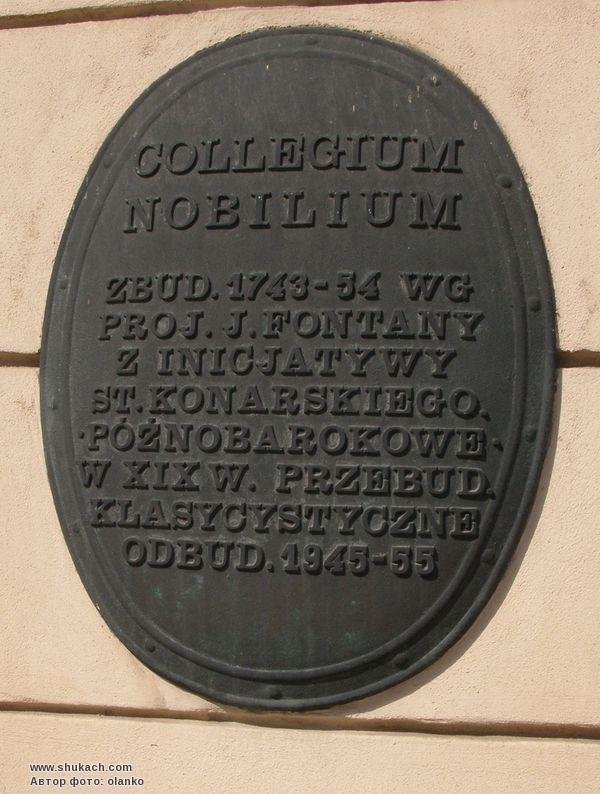 COLLEGIUM
NOBILIUM
ZBUD. 1743-54 WG
PROJ. J. FONTANY
Z INICJATYWY
ST. KONARSKIEGO.
PÓŹNOBAROKOWE
W XIX W. PRZEBUD.
KLASYCYSTYCZNE
ODBUD. 1945-55
www.shukach.com
Автор фото: olanko